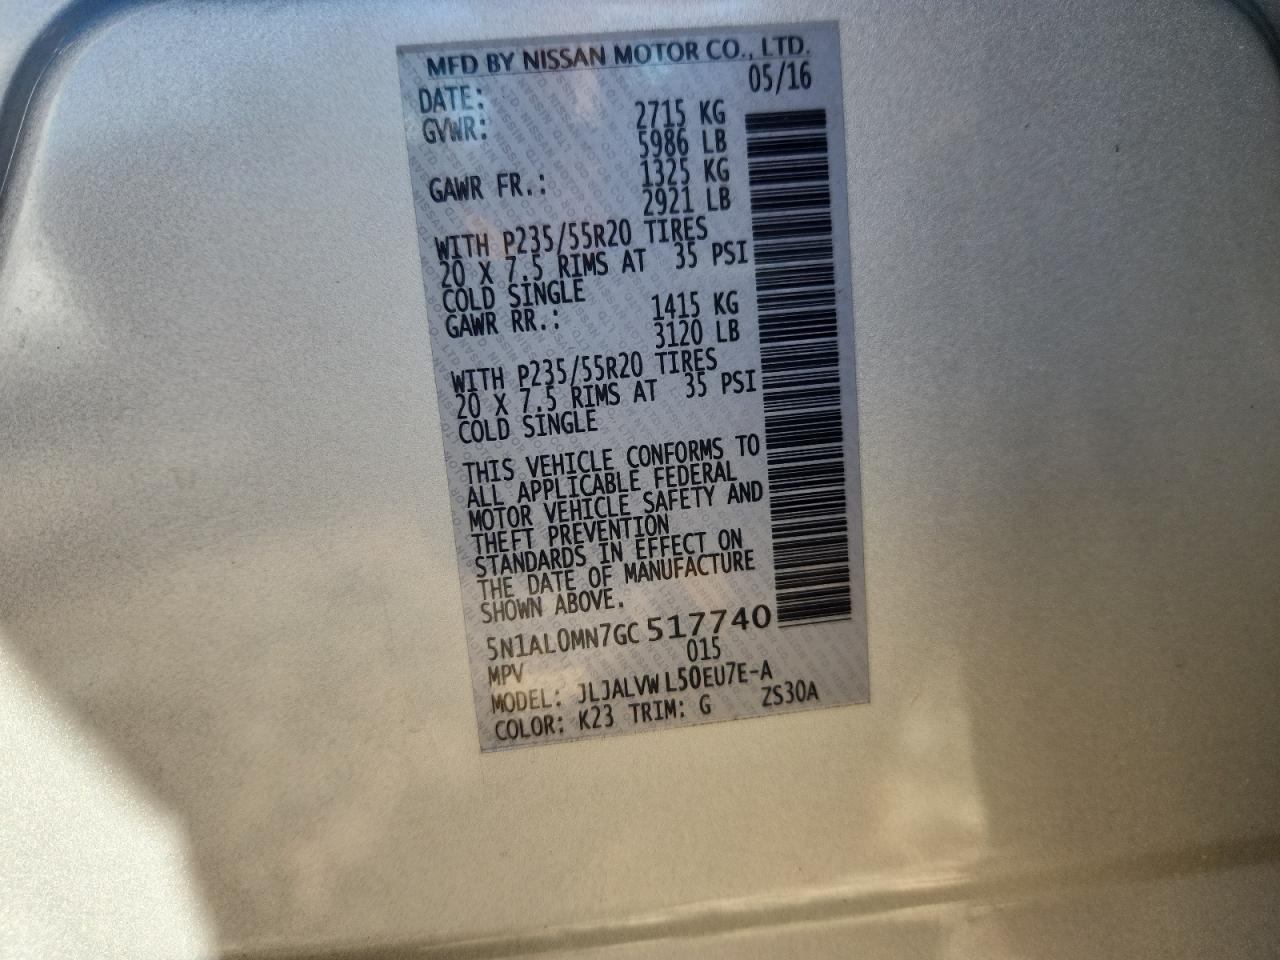 MFD BY NISSAN MOTOR CO., LTD.
DATE: 05/16
GVWR: 2715 KG
5986 LB
GAWR FR.: 1325 KG
2921 LB
WITH P235/55R20 TIRES
20 X 7.5 RIMS AT 35 PSI
COLD SINGLE
GAWR RR.: 1415 KG
3120 LB
WITH P235/55R20 TIRES
20 X 7.5 RIMS AT 35 PSI
COLD SINGLE
THIS VEHICLE CONFORMS TO
ALL APPLICABLE FEDERAL
MOTOR VEHICLE SAFETY AND
THEFT PREVENTION
STANDARDS IN EFFECT ON
THE DATE OF MANUFACTURE
SHOWN ABOVE.
5N1AL0MN7GC517740
MPV 015
MODEL: JLJALVWL50EU7E-A
COLOR: K23 TRIM: G ZS30A